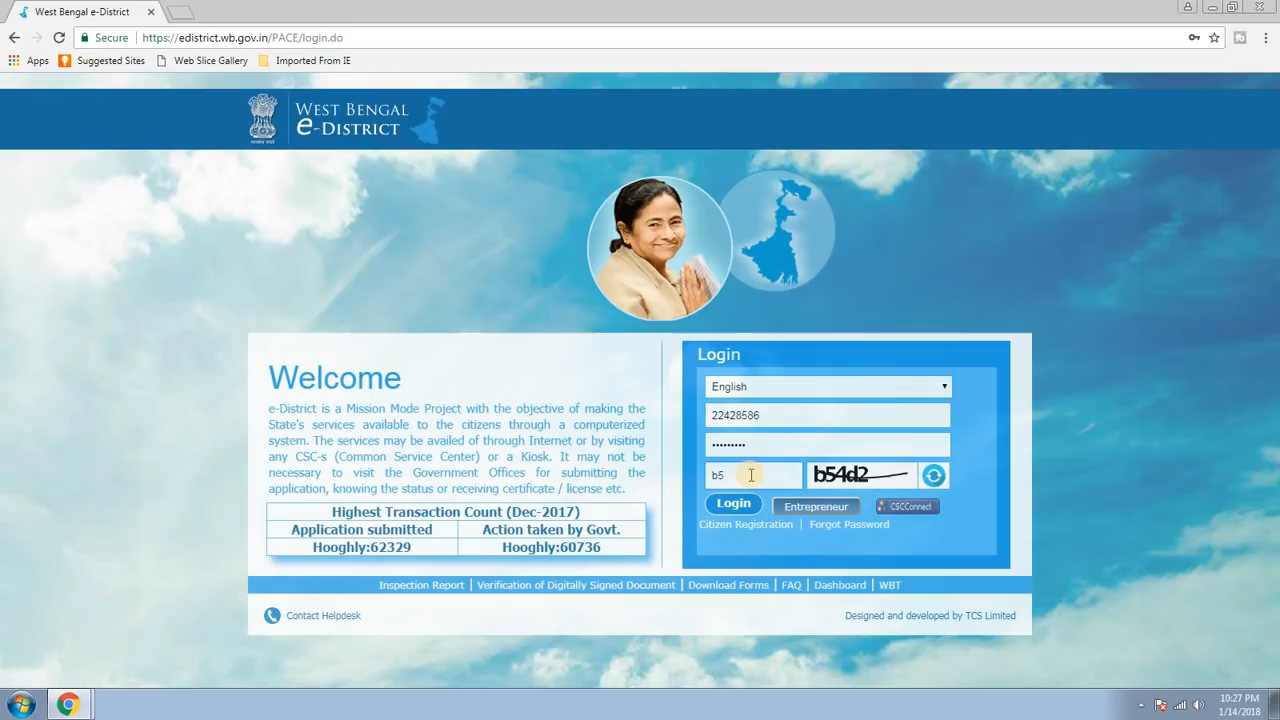 West Bengal e-District
Secure https://edistrict.wb.gov.in/PACE/login.do
Apps Suggested Sites Web Slice Gallery Imported From IE
WEST BENGAL
e-DISTRICT
Welcome
e-District is a Mission Mode Project with the objective of making the
State's services available to the citizens through a computerized
system. The services may be availed of through Internet or by visiting
any CSC-s (Common Service Center) or a Kiosk. It may not be
necessary to visit the Government Offices for submitting the
application, knowing the status or receiving certificate / license etc.
Highest Transaction Count (Dec-2017)
Application submitted Action taken by Govt.
Hooghly:62329 Hooghly:60736
Login
English
22428586
•••••••••
b5 b54d2
Login Entrepreneur CSCConnect
Citizen Registration | Forgot Password
Inspection Report | Verification of Digitally Signed Document | Download Forms | FAQ | Dashboard | WBT
Contact Helpdesk Designed and developed by TCS Limited
10:27 PM
1/14/2018